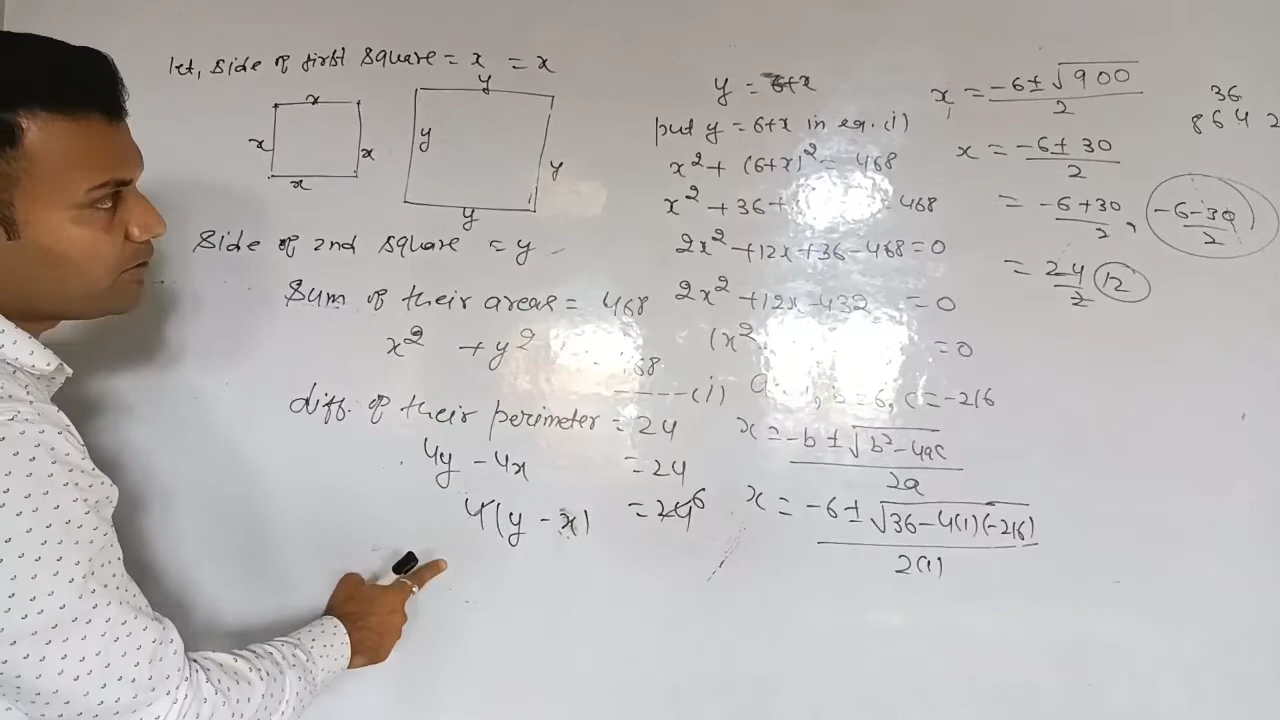 let, side of first square = x = x
x
x
x
x
y
y
y
y
Side of 2nd square = y
Sum of their areas = 468
x² + y²
68
----(i)
diff. of their perimeter = 24
4y - 4x = 24
4(y - x) = 24 6
y = 6+x
put y = 6+x in eq. (i)
x² + (6+x)² = 468
x² + 36 + = 468
2x² + 12x + 36 - 468 = 0
2x² + 12x - 432 = 0
(x² = 0
, b = 6, c = -216
x = -b ± √b² - 4ac
2a
x = -6 ± √36 - 4(1)(-216)
2(1)
x = -6 ± √900
2
x = -6 ± 30
2
= -6+30 , -6-30
2 2
= 24 12
2
36
8 6 4 2